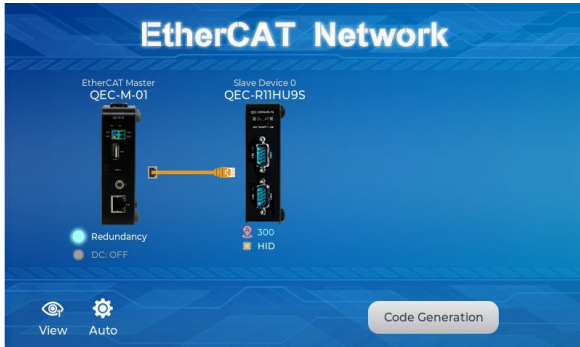 EtherCAT Network
EtherCAT Master
QEC-M-01
Slave Device 0
QEC-R11HU9S
Redundancy
DC: OFF
300
HID
View
Auto
Code Generation